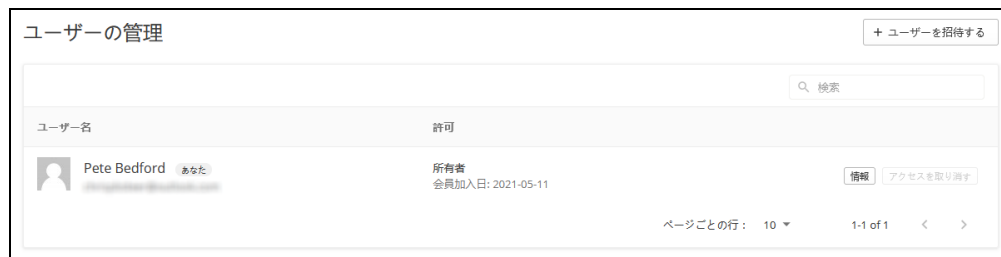 ユーザーの管理
+ ユーザーを招待する
検索
ユーザー名 許可
Pete Bedford あなた
所有者
会員加入日: 2021-05-11
情報 アクセスを取り消す
ページごとの行： 10 1-1 of 1